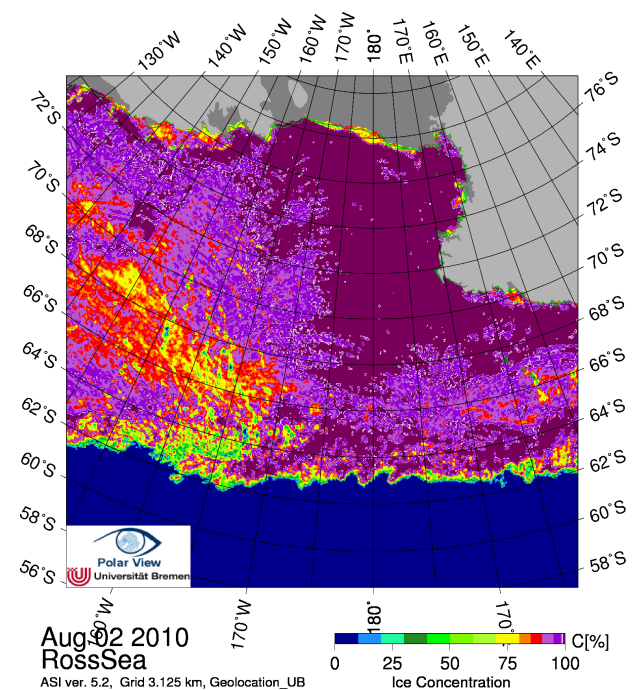 130°W 140°W 150°W 160°W 170°W 180° 170°E 160°E 150°E 140°E
72°S 76°S
70°S 74°S
68°S 72°S
66°S 70°S
64°S 68°S
62°S 66°S
60°S 64°S
58°S 62°S
56°S 60°S
58°S
Polar View
Universität Bremen
180°W 170°W 180° 170°
Aug 02 2010
RossSea
ASI ver. 5.2, Grid 3.125 km, Geolocation_UB
C[%]
0 25 50 75 100
Ice Concentration